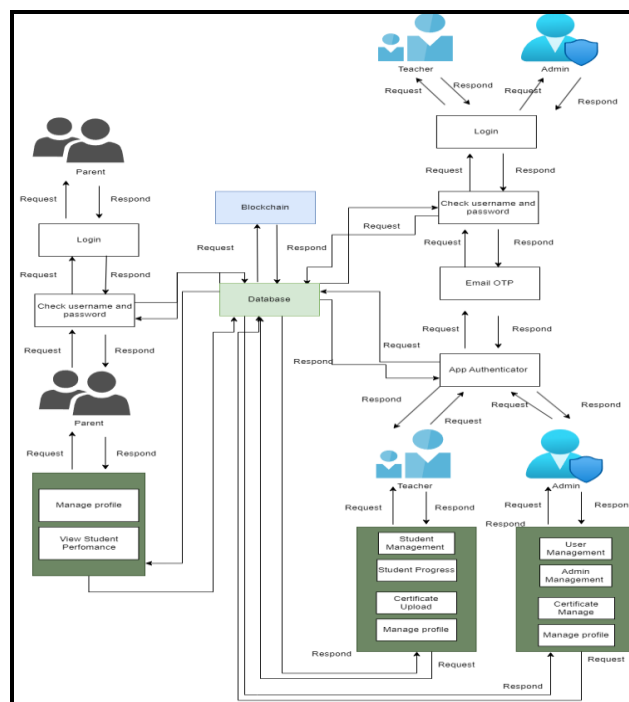 Teacher
Admin
Request
Respond
Request
Respond
Login
Request
Respond
Check username and
password
Request
Respond
Email OTP
Request
Respond
App Authenticator
Respond
Request
Request
Respond
Teacher
Admin
Request
Respond
Request
Respond
Respond
Student
Management
Student Progress
Certificate
Upload
Manage profile
User
Management
Admin
Management
Certificate
Manage
Manage profile
Respond
Request
Respond
Request
Parent
Request
Respond
Login
Request
Respond
Check username and
password
Request
Respond
Parent
Request
Respond
Manage profile
View Student
Perfomance
Blockchain
Request
Respond
Request
Database
Request
Respond